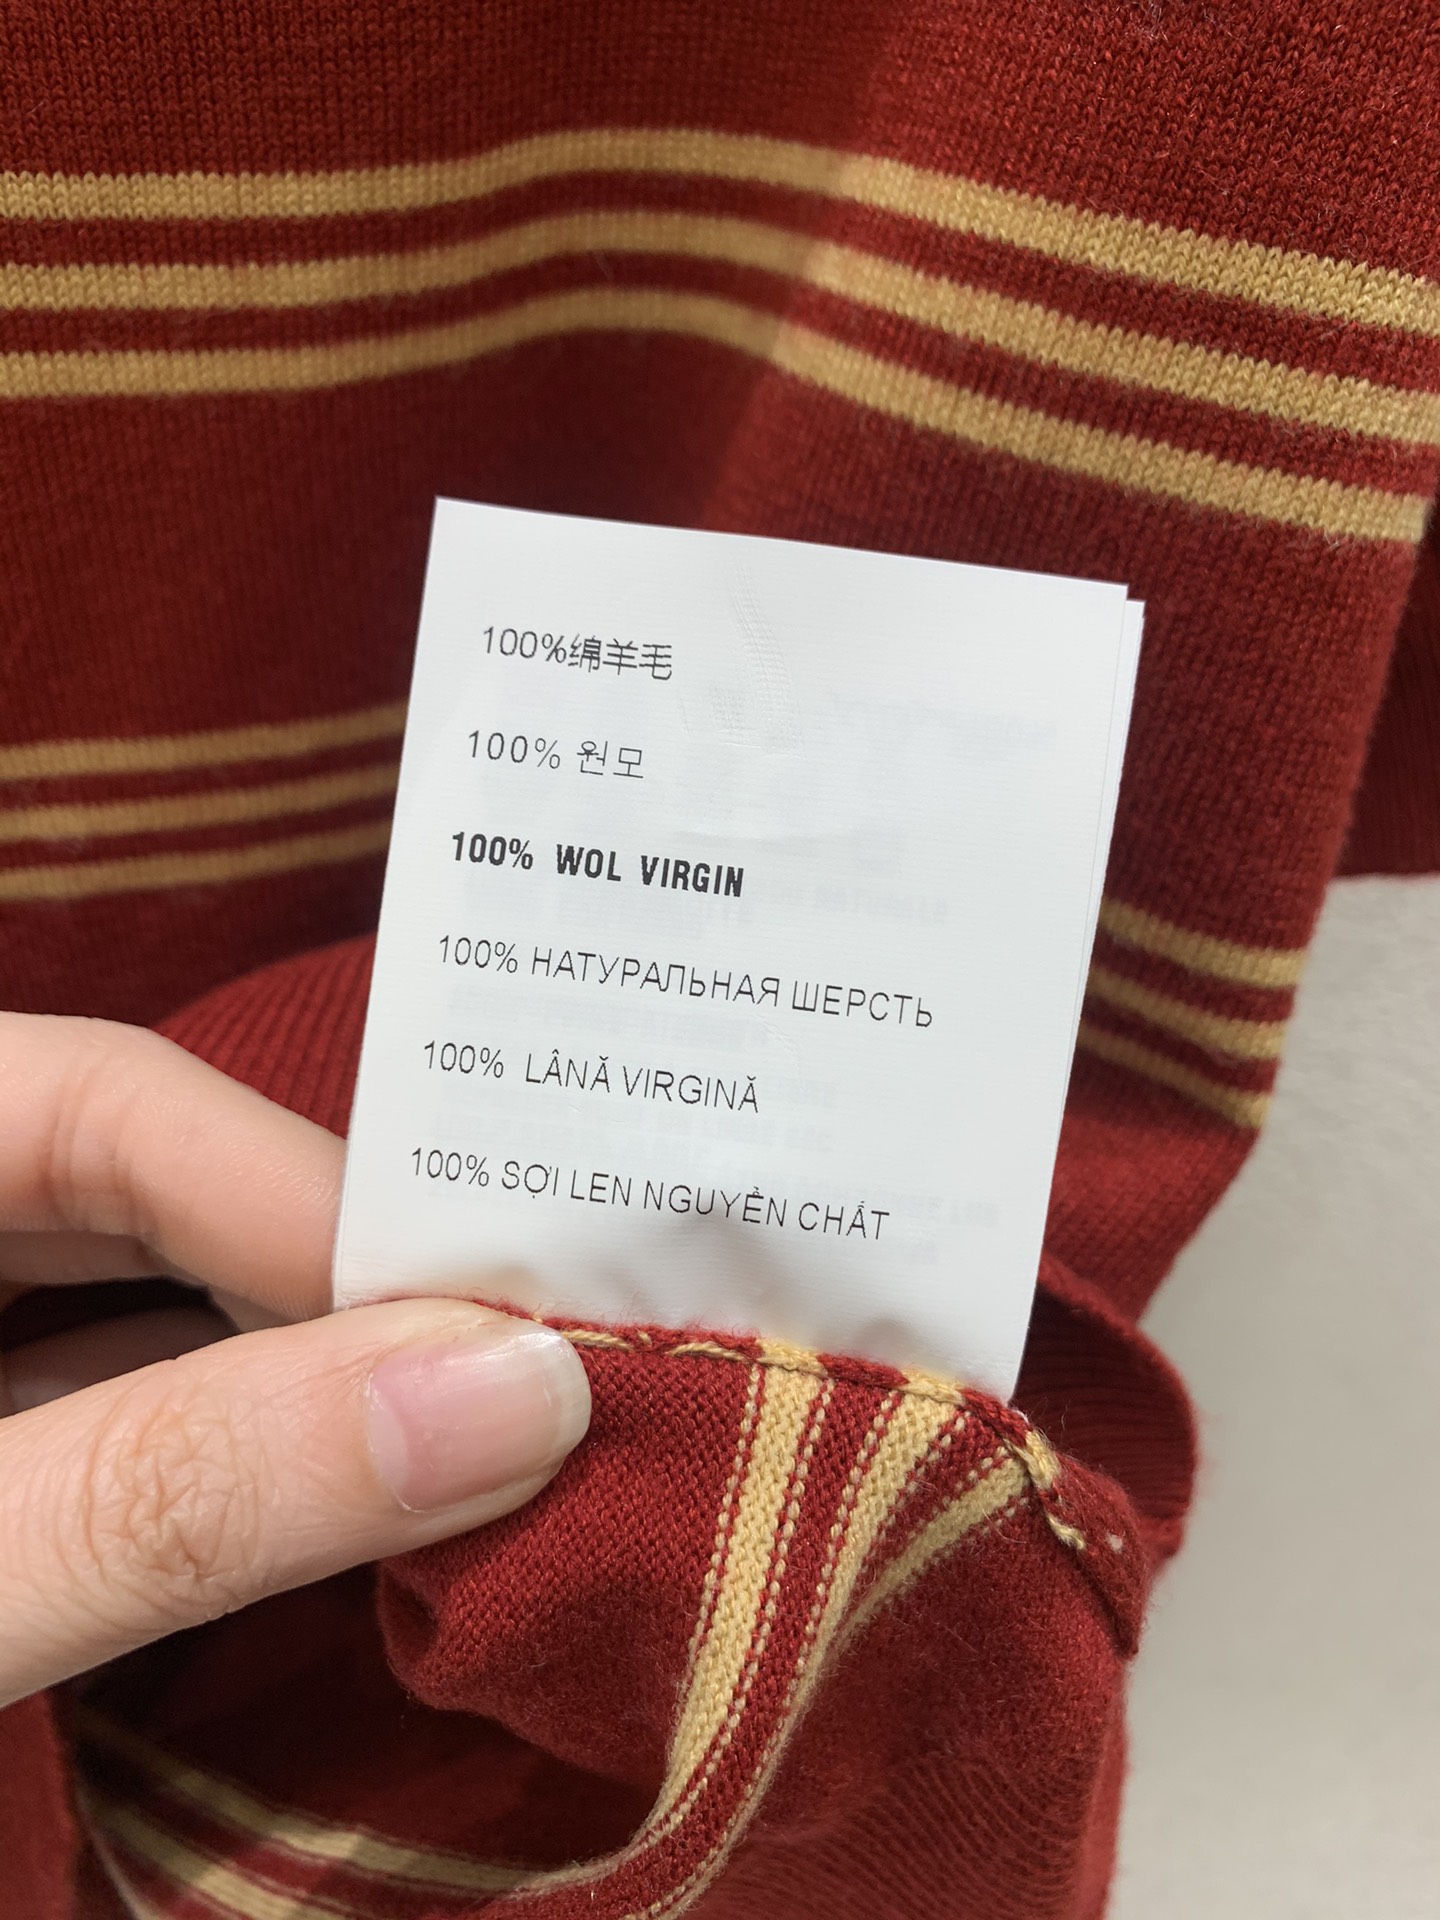 100%绵羊毛
100% 원모
100% WOL VIRGIN
100% НАТУРАЛЬНАЯ ШЕРСТЬ
100% LÂNĂ VIRGINĂ
100% SỢI LEN NGUYỀN CHẤT